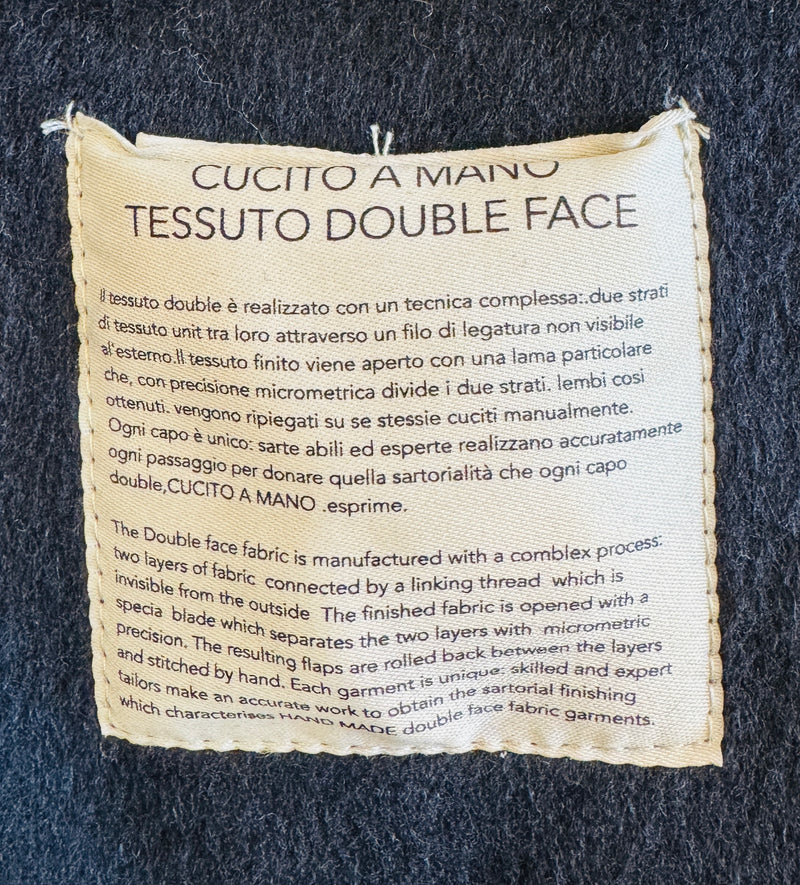 CUCITO A MANO
TESSUTO DOUBLE FACE
Il tessuto double è realizzato con un tecnica complessa:.due strati
di tessuto unit tra loro attraverso un filo di legatura non visibile
al'esterno.Il tessuto finito viene aperto con una lama particolare
che, con precisione micrometrica divide i due strati. lembi cosi
ottenuti. vengono ripiegati su se stessie cuciti manualmente.
Ogni capo è unico: sarte abili ed esperte realizzano accuratamente
ogni passaggio per donare quella sartorialità che ogni capo
double,CUCITO A MANO .esprime.
The Double face fabric is manufactured with a comblex process:
two layers of fabric connected by a linking thread which is
invisible from the outside The finished fabric is opened with a
specia blade which separates the two layers with micrometric
precision. The resulting flaps are rolled back between the layers
and stitched by hand. Each garment is unique: skilled and expert
tailors make an accurate work to obtain the sartorial finishing
which characterises HAND MADE double face fabric garments.